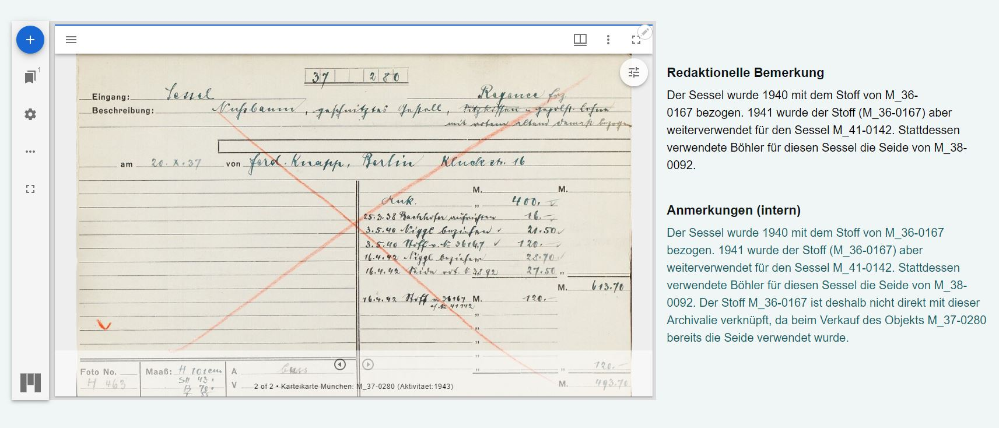 1
37 280
Eingang: Sessel Regence frz.
Beschreibung: Nußbaum, geschnitztes Gestell, Sitzkissen u. gepolst. Lehne
mit rotem altem Damast bezogen
am 20. X. 37 von Ferd. Knapp, Berlin Kluckstr. 16
M. M.
Ank. „ 400.—
25.3.38 Bachhofer aufrichten 16.—
3.5.40 Niggl beziehen 21.50
3.5.40 Stoff v. No 36167 120.—
16.4.42 Niggl beziehen 28.70
16.4.42 Seide rot. V. 3892 27.50 „
M. 613.70
16.4.42 Stoff v. 36167 M. 120.—
a/ No 41142
„
„
„
„
„ „ 120.—
Foto No. Maaß: H 101 cm A
H 463 SH 43 V M. 493.70
B 70
T 55
2 of 2 • Karteikarte München: M_37-0280 (Aktivitaet:1943)
Redaktionelle Bemerkung
Der Sessel wurde 1940 mit dem Stoff von M_36-
0167 bezogen. 1941 wurde der Stoff (M_36-0167) aber
weiterverwendet für den Sessel M_41-0142. Stattdessen
verwendete Böhler für diesen Sessel die Seide von M_38-
0092.
Anmerkungen (intern)
Der Sessel wurde 1940 mit dem Stoff von M_36-0167
bezogen. 1941 wurde der Stoff (M_36-0167) aber
weiterverwendet für den Sessel M_41-0142. Stattdessen
verwendete Böhler für diesen Sessel die Seide von M_38-
0092. Der Stoff M_36-0167 ist deshalb nicht direkt mit dieser
Archivalie verknüpft, da beim Verkauf des Objekts M_37-0280
bereits die Seide verwendet wurde.